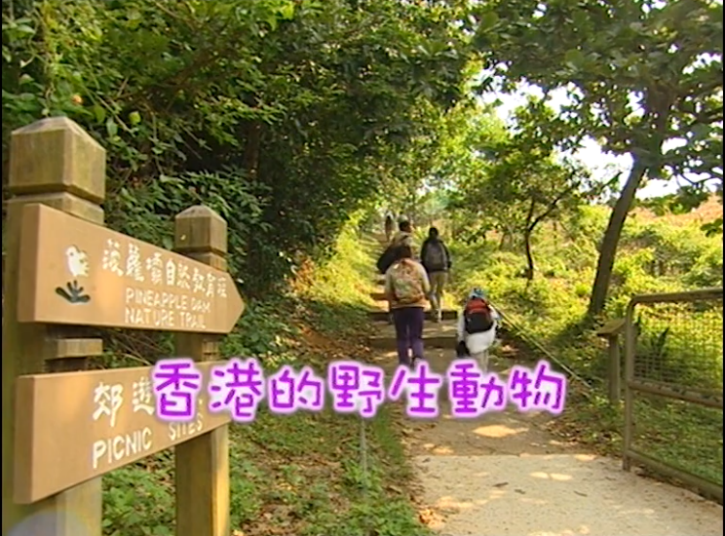 菠蘿壩自然教育徑
PINEAPPLE DAM
NATURE TRAIL
郊遊
PICNIC SITES
香港的野生動物